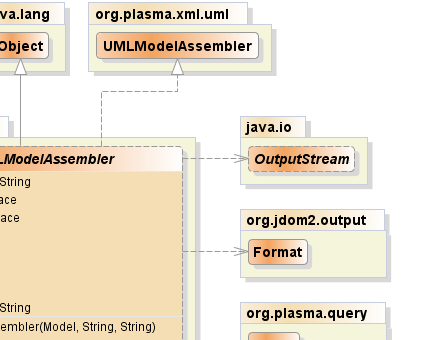 va.lang
org.plasma.xml.uml
Object
UMLModelAssembler
java.io
LModelAssembler
OutputStream
String
ace
ace
org.jdom2.output
Format
String
org.plasma.query
embler(Model, String, String)